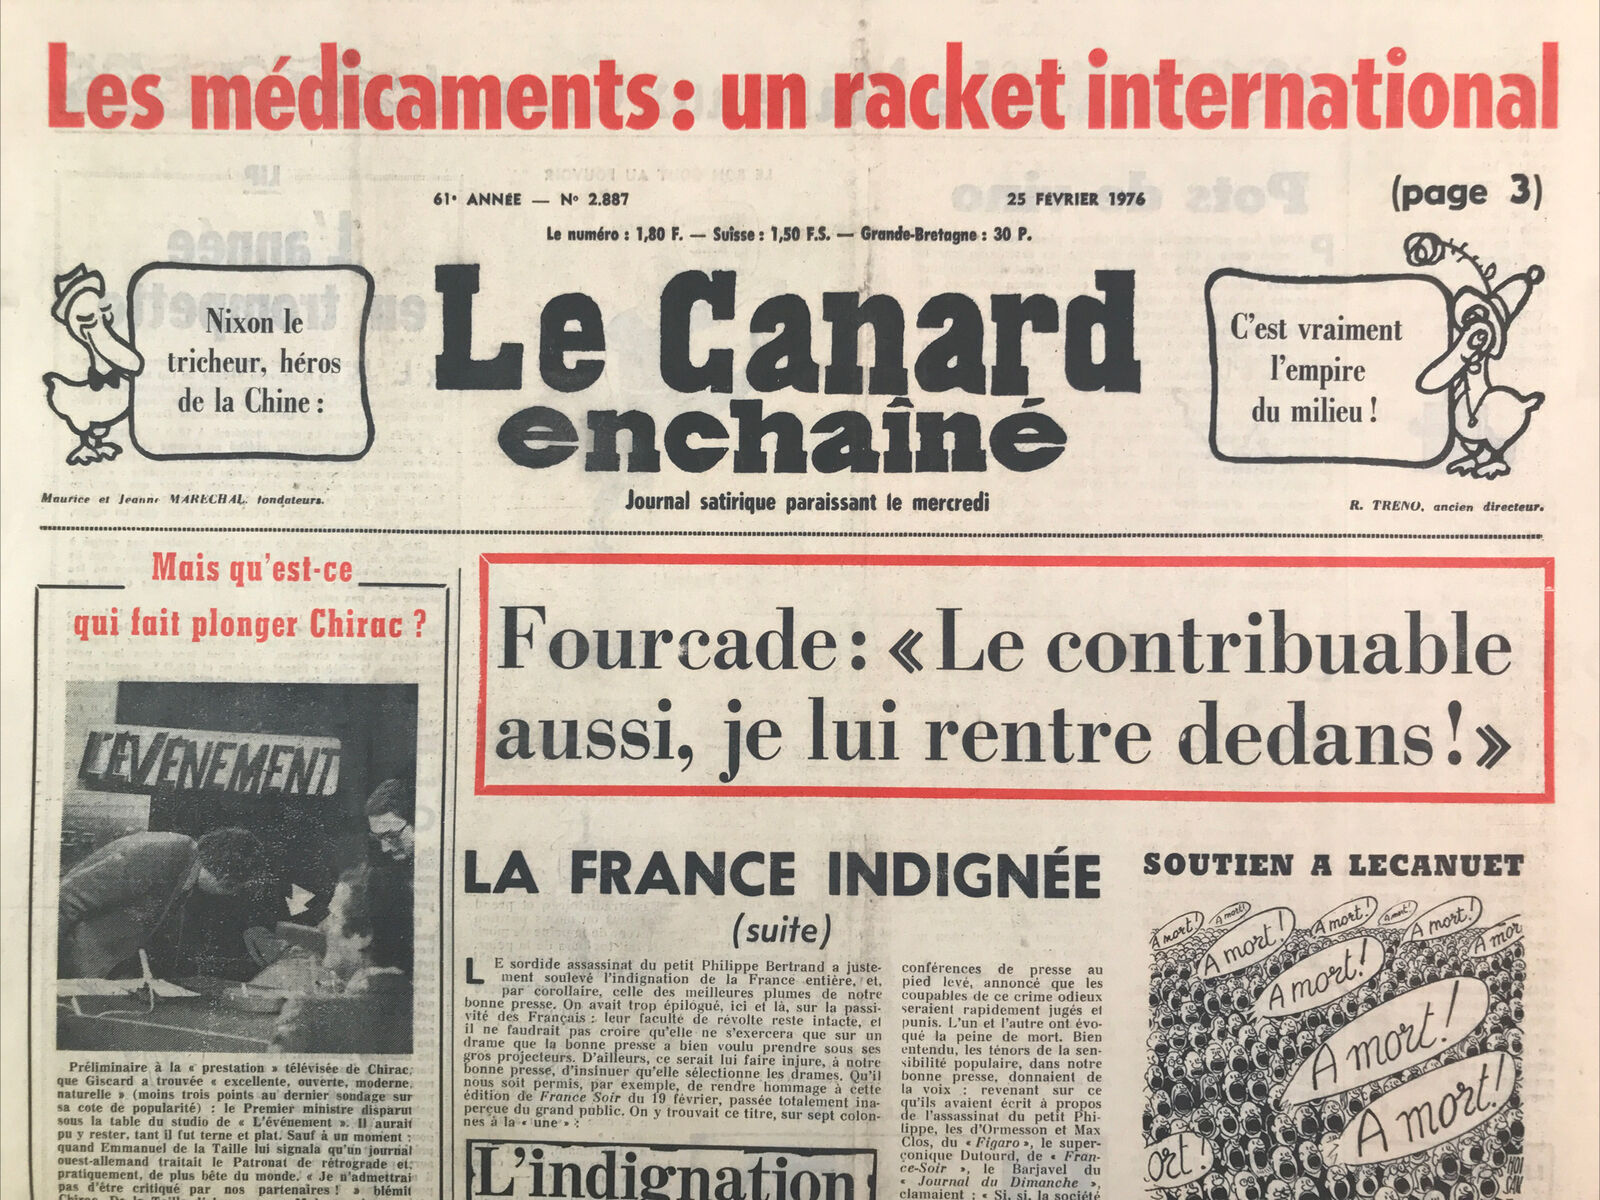 Les médicaments : un racket international
61e ANNÉE — No 2.887
25 FÉVRIER 1976
(page 3)
Le numéro : 1,80 F. — Suisse : 1,50 F.S. — Grande-Bretagne : 30 P.
Nixon le
tricheur, héros
de la Chine :
Le Canard
enchaîné
C'est vraiment
l'empire
du milieu !
Maurice et Jeanne MARECHAL, fondateurs.
Journal satirique paraissant le mercredi
R. TRENO, ancien directeur.
Mais qu'est-ce
qui fait plonger Chirac ?
L'ÉVÉNEMENT
Préliminaire à la « prestation » télévisée de Chirac,
que Giscard a trouvée « excellente, ouverte, moderne,
naturelle » (moins trois points au dernier sondage sur
sa cote de popularité) : le Premier ministre disparut
sous la table du studio de « L'événement ». Il aurait
pu y rester, tant il fut terne et plat. Sauf à un moment :
quand Emmanuel de la Taille lui signala qu'un journal
ouest-allemand traitait le Patronat de rétrograde et,
pratiquement, de plus bête du monde. « Je n'admettrai
pas d'être critiqué par nos partenaires ! » blêmit
Fourcade : « Le contribuable
aussi, je lui rentre dedans ! »
LA FRANCE INDIGNÉE
(suite)
LE sordide assassinat du petit Philippe Bertrand a juste-
ment soulevé l'indignation de la France entière, et,
par corollaire, celle des meilleures plumes de notre
bonne presse. On avait trop épilogué, ici et là, sur la passi-
vité des Français : leur faculté de révolte reste intacte, et
il ne faudrait pas croire qu'elle ne s'exercera que sur un
drame que la bonne presse a bien voulu prendre sous ses
gros projecteurs. D'ailleurs, ce serait lui faire injure, à notre
bonne presse, d'insinuer qu'elle sélectionne les drames. Qu'il
nous soit permis, par exemple, de rendre hommage à cette
édition de France Soir du 19 février, passée totalement ina-
perçue du grand public. On y trouvait ce titre, sur sept colon-
nes à la « une » :
L'indignation
conférences de presse au
pied levé, annoncé que les
coupables de ce crime odieux
seraient rapidement jugés et
punis. L'un et l'autre ont évo-
qué la peine de mort. Bien
entendu, les ténors de la sen-
sibilité populaire, dans notre
bonne presse, donnaient de
la voix : revenant sur ce
qu'ils avaient écrit à propos
de l'assassinat du petit Phi-
lippe, les d'Ormesson et Max
Clos, du « Figaro », le super-
çonique Dutourd, de « Fran-
ce-Soir », le Barjavel du
« Journal du Dimanche »,
clamaient : « Si, si, la société
SOUTIEN A LECANUET
A mort !
A mort !
A mort !
A mort !
A mort !
A mort !
A mort
A mort !
A mort !
A mort !
ort !